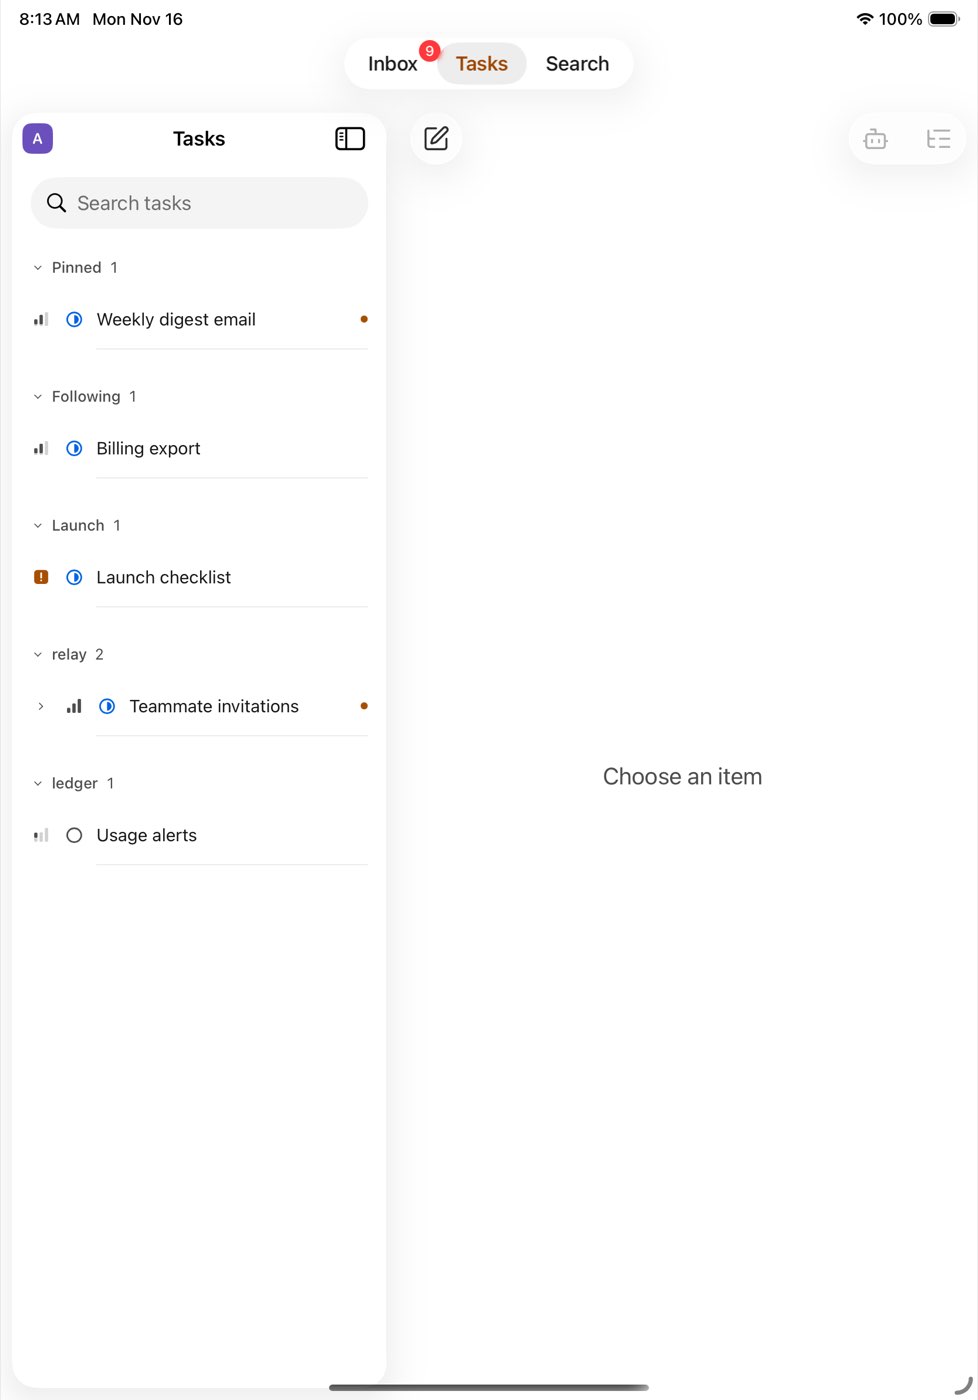 8:13 AM Mon Nov 16 100%
Inbox 9 Tasks Search
A Tasks
Search tasks
Pinned 1
Weekly digest email
Following 1
Billing export
Launch 1
! Launch checklist
relay 2
Teammate invitations
ledger 1
Usage alerts
Choose an item